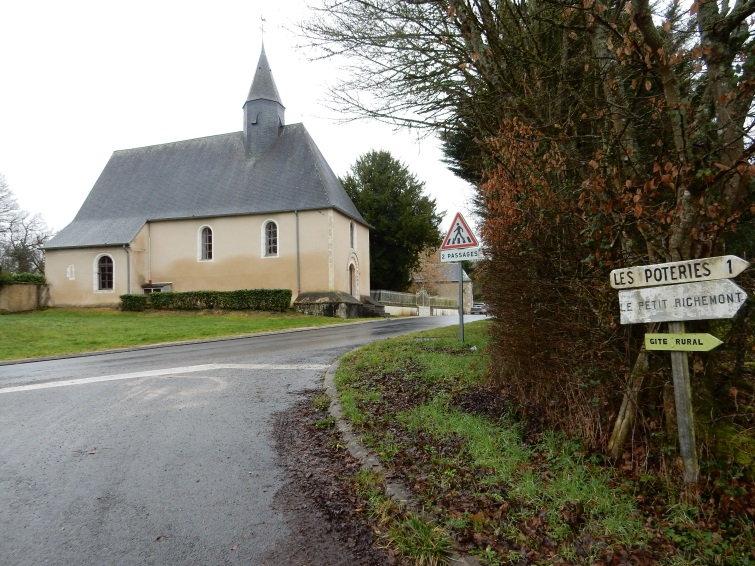 2 PASSAGES
LES POTERIES 1
LE PETIT RICHEMONT
GITE RURAL